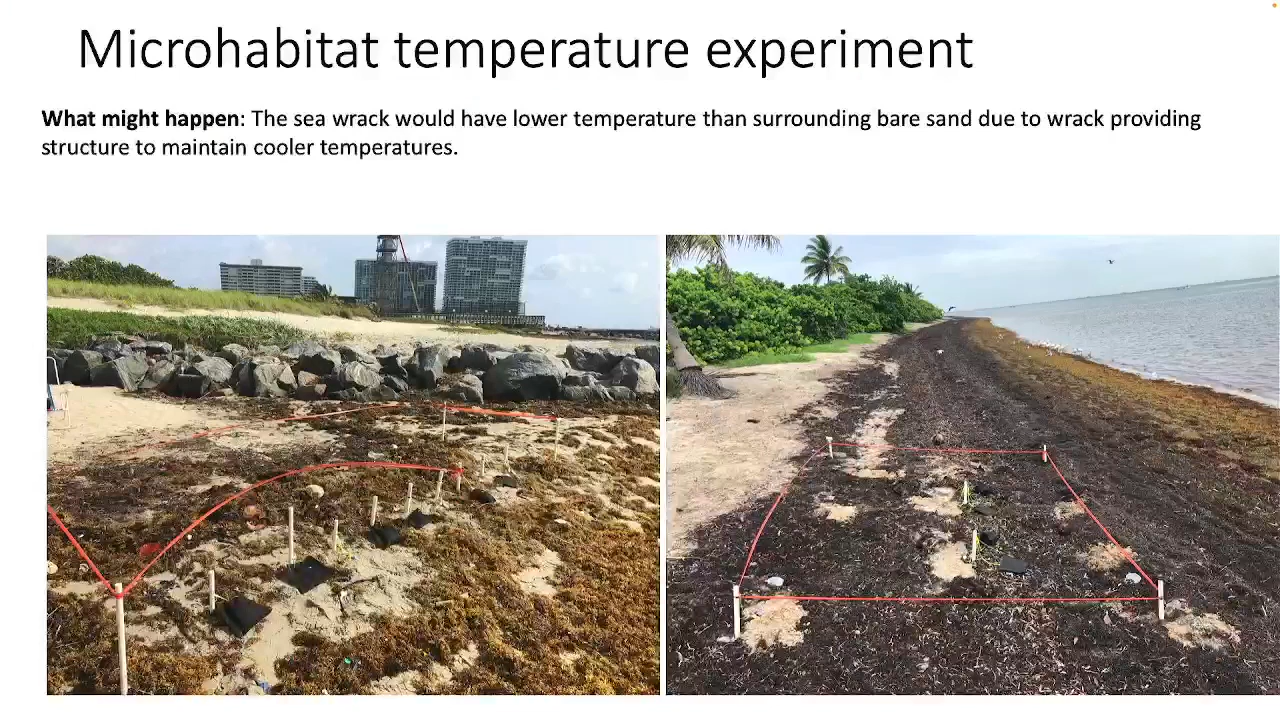 Microhabitat temperature experiment
What might happen: The sea wrack would have lower temperature than surrounding bare sand due to wrack providing
structure to maintain cooler temperatures.